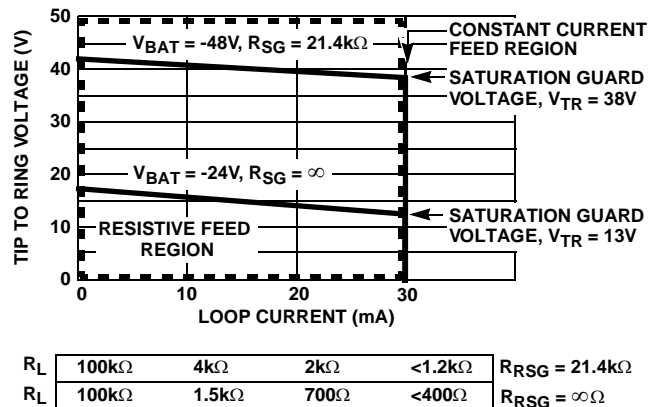 50
40
30
20
10
0
TIP TO RING VOLTAGE (V)
V_BAT = -48V, R_SG = 21.4kΩ
V_BAT = -24V, R_SG = ∞
RESISTIVE FEED
REGION
CONSTANT CURRENT
FEED REGION
SATURATION GUARD
VOLTAGE, V_TR = 38V
SATURATION GUARD
VOLTAGE, V_TR = 13V
0 10 20 30
LOOP CURRENT (mA)
R_L 100kΩ 4kΩ 2kΩ <1.2kΩ R_RSG = 21.4kΩ
R_L 100kΩ 1.5kΩ 700Ω <400Ω R_RSG = ∞Ω